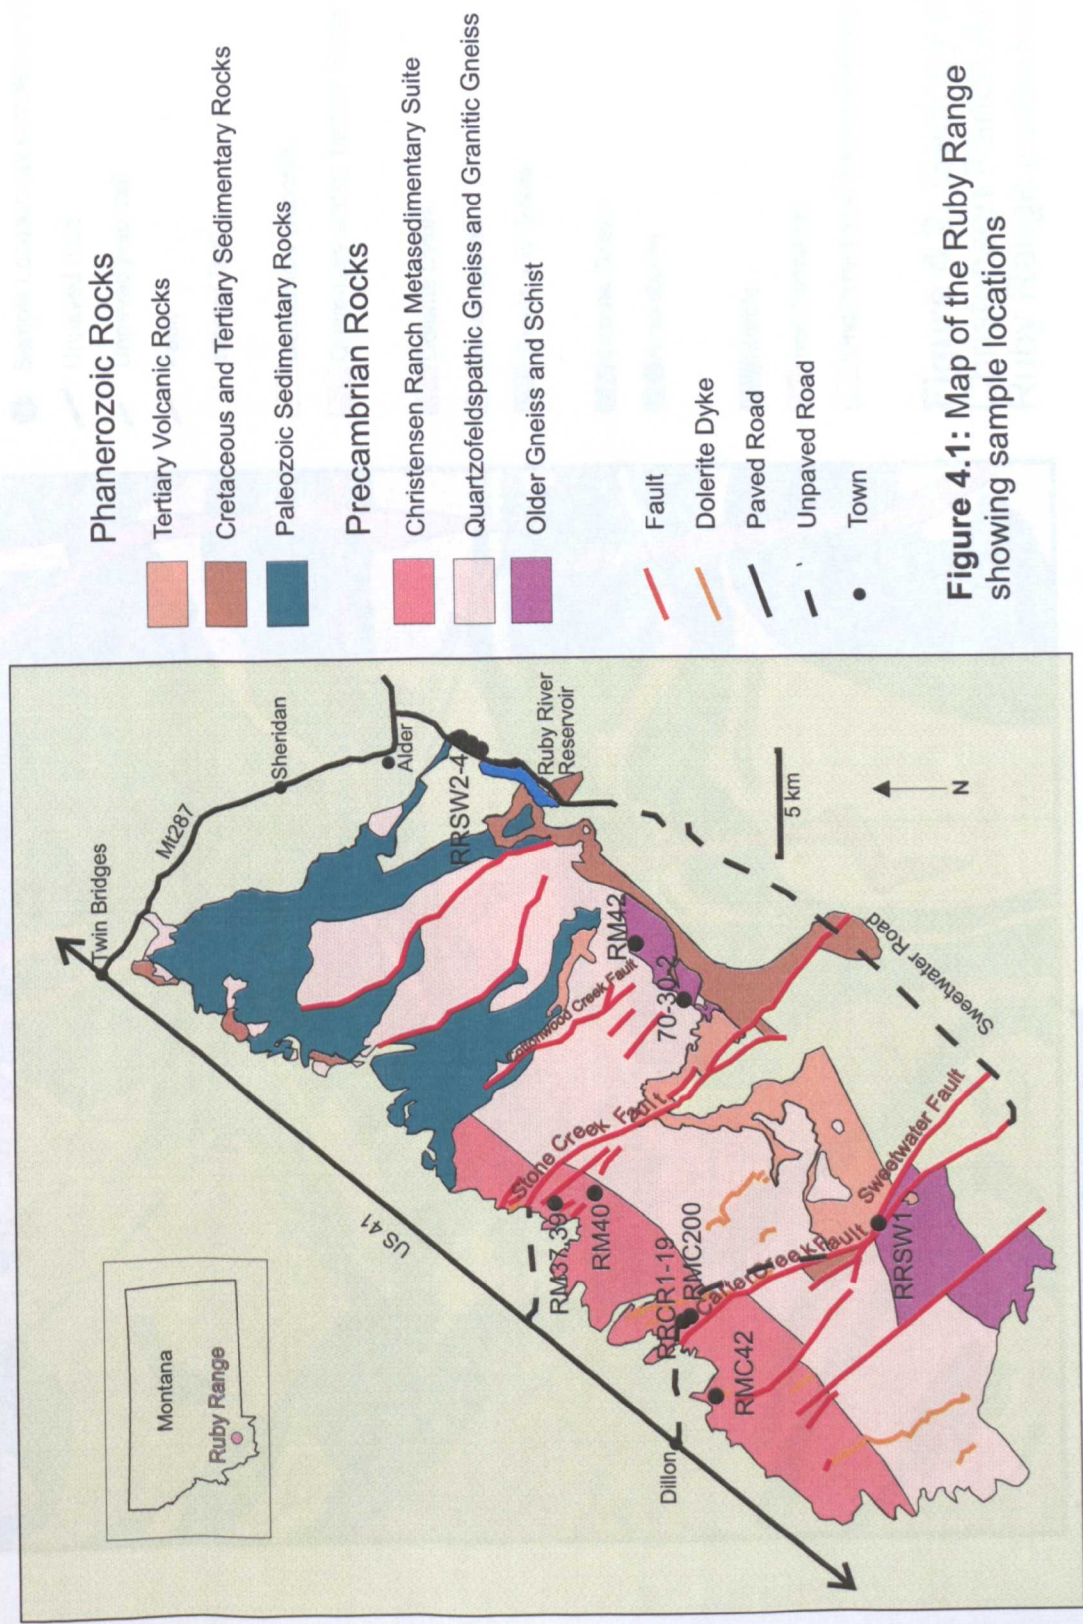 Montana
Ruby Range
Twin Bridges
Mt287
Sheridan
Alder
US 41
RRSW2-4
Ruby River
Reservoir
Cottonwood Creek Fault
RM42
70-30-2
Stone Creek Fault
RM37,39
RM40
RRCR1-19
RMC200
Carter Creek Fault
Dillon
RMC42
RRSW1
Sweetwater Fault
Sweetwater Road
5 km
N
Phanerozoic Rocks
Tertiary Volcanic Rocks
Cretaceous and Tertiary Sedimentary Rocks
Paleozoic Sedimentary Rocks
Precambrian Rocks
Christensen Ranch Metasedimentary Suite
Quartzofeldspathic Gneiss and Granitic Gneiss
Older Gneiss and Schist
Fault
Dolerite Dyke
Paved Road
Unpaved Road
Town
Figure 4.1: Map of the Ruby Range
showing sample locations